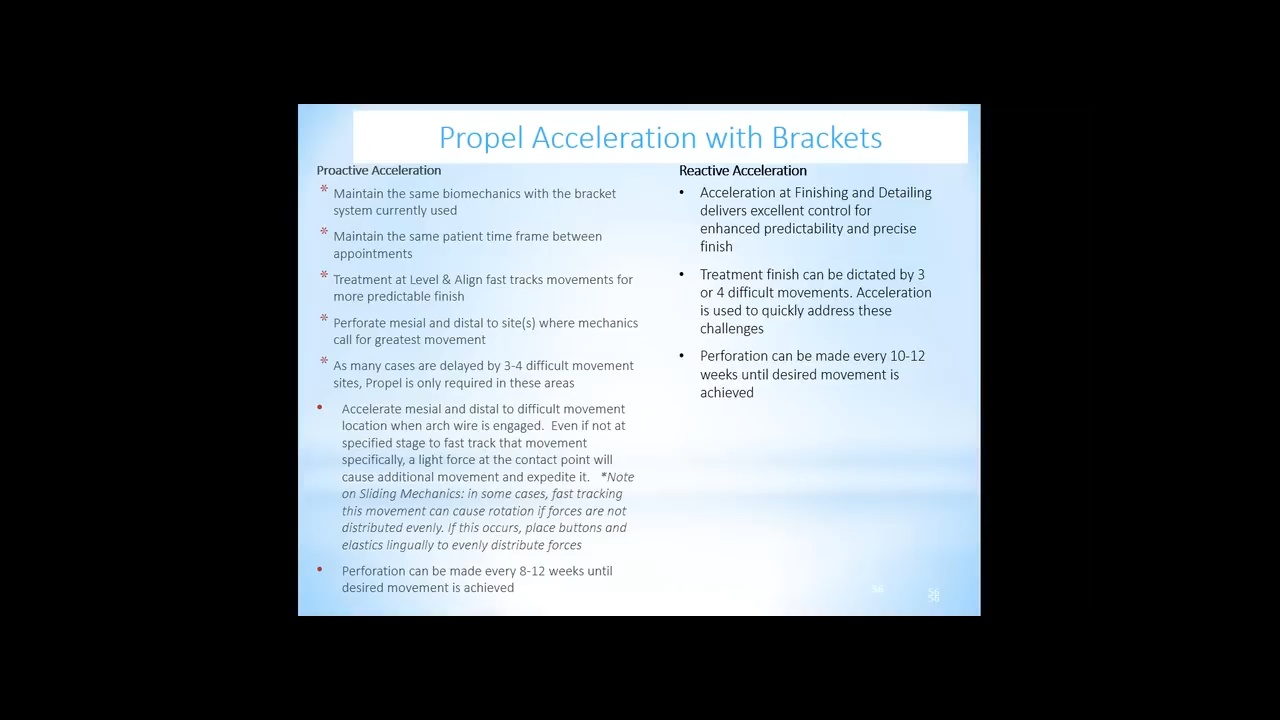 Propel Acceleration with Brackets
Proactive Acceleration
* Maintain the same biomechanics with the bracket
system currently used
* Maintain the same patient time frame between
appointments
* Treatment at Level & Align fast tracks movements for
more predictable finish
* Perforate mesial and distal to site(s) where mechanics
call for greatest movement
* As many cases are delayed by 3-4 difficult movement
sites, Propel is only required in these areas
• Accelerate mesial and distal to difficult movement
location when arch wire is engaged.  Even if not at
specified stage to fast track that movement
specifically, a light force at the contact point will
cause additional movement and expedite it.   *Note
on Sliding Mechanics: in some cases, fast tracking
this movement can cause rotation if forces are not
distributed evenly. If this occurs, place buttons and
elastics lingually to evenly distribute forces
• Perforation can be made every 8-12 weeks until
desired movement is achieved
Reactive Acceleration
• Acceleration at Finishing and Detailing
delivers excellent control for
enhanced predictability and precise
finish
• Treatment finish can be dictated by 3
or 4 difficult movements. Acceleration
is used to quickly address these
challenges
• Perforation can be made every 10-12
weeks until desired movement is
achieved
56
56
56